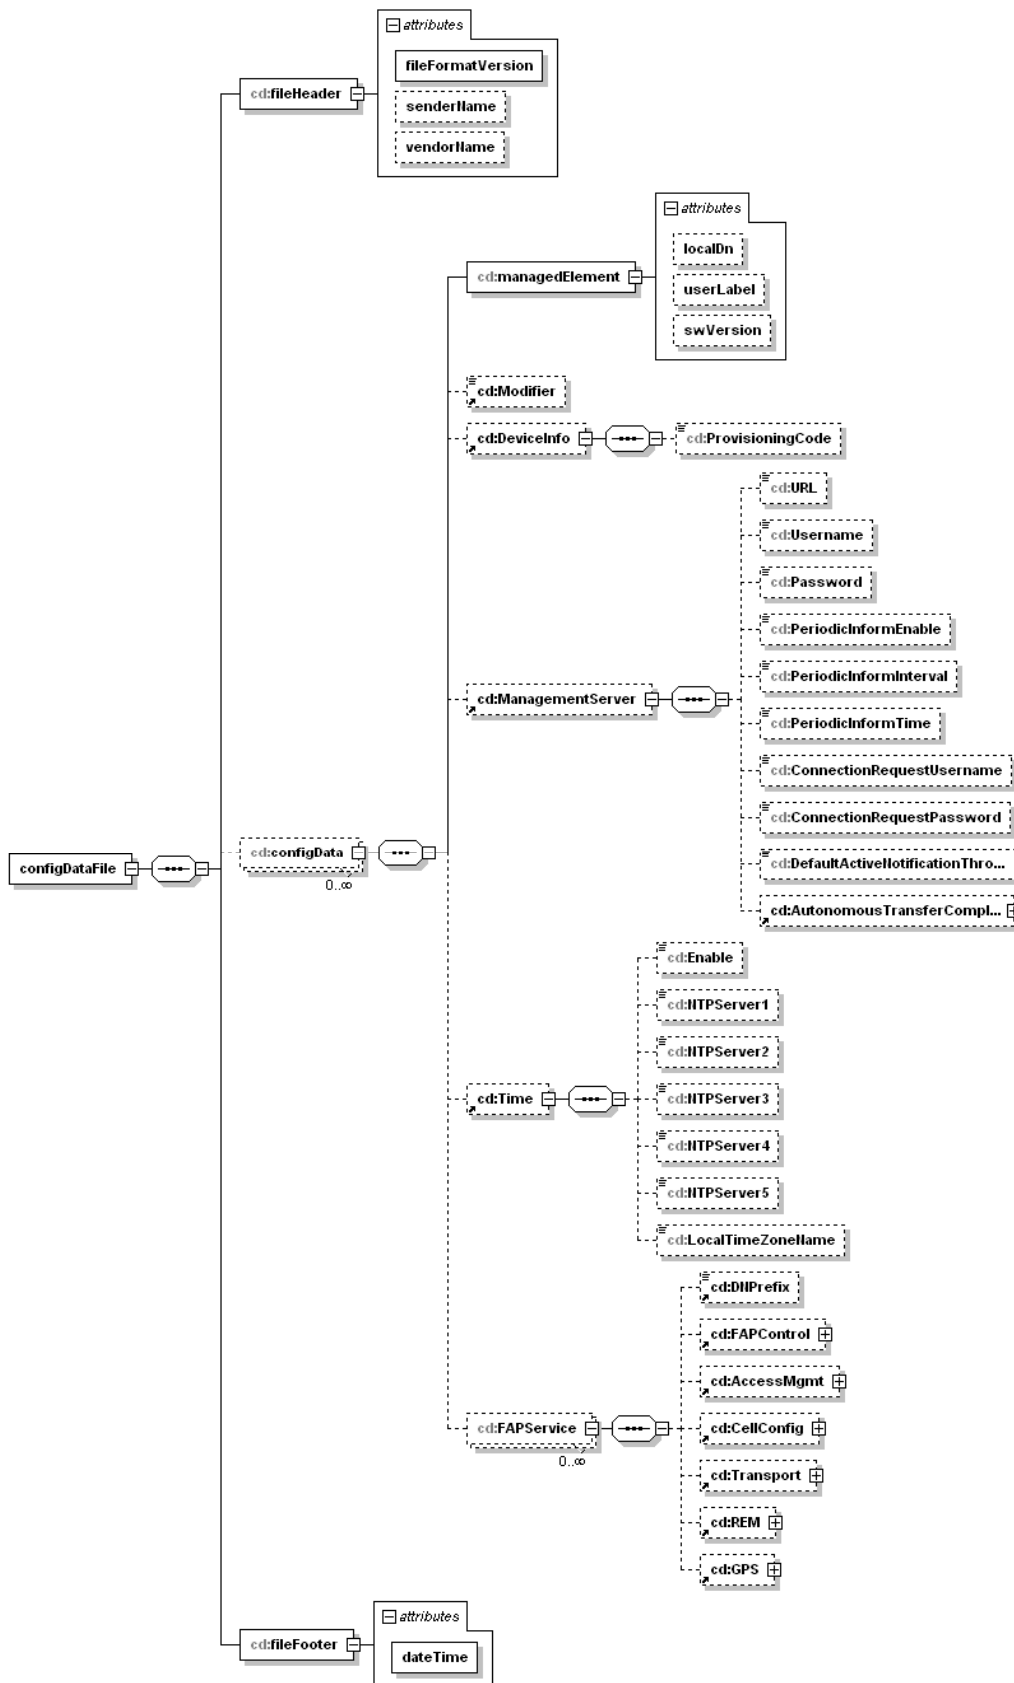 attributes
fileFormatVersion
cd:fileHeader
senderName
vendorName
attributes
localDn
cd:managedElement
userLabel
swVersion
cd:Modifier
cd:DeviceInfo
cd:ProvisioningCode
cd:URL
cd:Username
cd:Password
cd:PeriodicInformEnable
cd:PeriodicInformInterval
cd:ManagementServer
cd:PeriodicInformTime
cd:ConnectionRequestUsername
cd:ConnectionRequestPassword
configDataFile
cd:configData
0..∞
cd:DefaultActiveNotificationThro...
cd:AutonomousTransferCompl...
cd:Enable
cd:NTPServer1
cd:NTPServer2
cd:Time
cd:NTPServer3
cd:NTPServer4
cd:NTPServer5
cd:LocalTimeZoneName
cd:DNPrefix
cd:FAPControl
cd:AccessMgmt
cd:FAPService
0..∞
cd:CellConfig
cd:Transport
cd:REM
cd:GPS
attributes
cd:fileFooter
dateTime